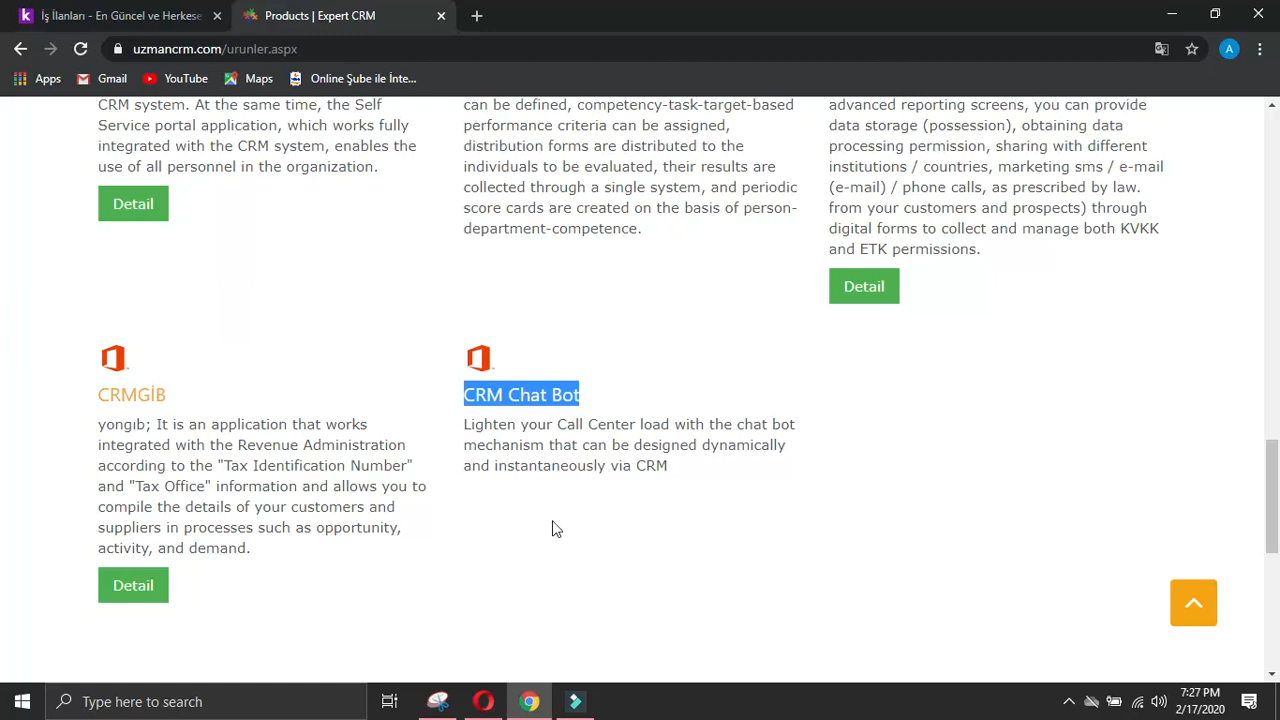 İş İlanları - En Güncel ve Herkese
Products | Expert CRM
uzmancrm.com/urunler.aspx
A
Apps
Gmail
YouTube
Maps
Online Şube ile İnte...
CRM system. At the same time, the Self
Service portal application, which works fully
integrated with the CRM system, enables the
use of all personnel in the organization.
Detail
can be defined, competency-task-target-based
performance criteria can be assigned,
distribution forms are distributed to the
individuals to be evaluated, their results are
collected through a single system, and periodic
score cards are created on the basis of person-
department-competence.
advanced reporting screens, you can provide
data storage (possession), obtaining data
processing permission, sharing with different
institutions / countries, marketing sms / e-mail
(e-mail) / phone calls, as prescribed by law.
from your customers and prospects) through
digital forms to collect and manage both KVKK
and ETK permissions.
Detail
CRMGİB
yongıb; It is an application that works
integrated with the Revenue Administration
according to the "Tax Identification Number"
and "Tax Office" information and allows you to
compile the details of your customers and
suppliers in processes such as opportunity,
activity, and demand.
Detail
CRM Chat Bot
Lighten your Call Center load with the chat bot
mechanism that can be designed dynamically
and instantaneously via CRM
Type here to search
7:27 PM
2/17/2020